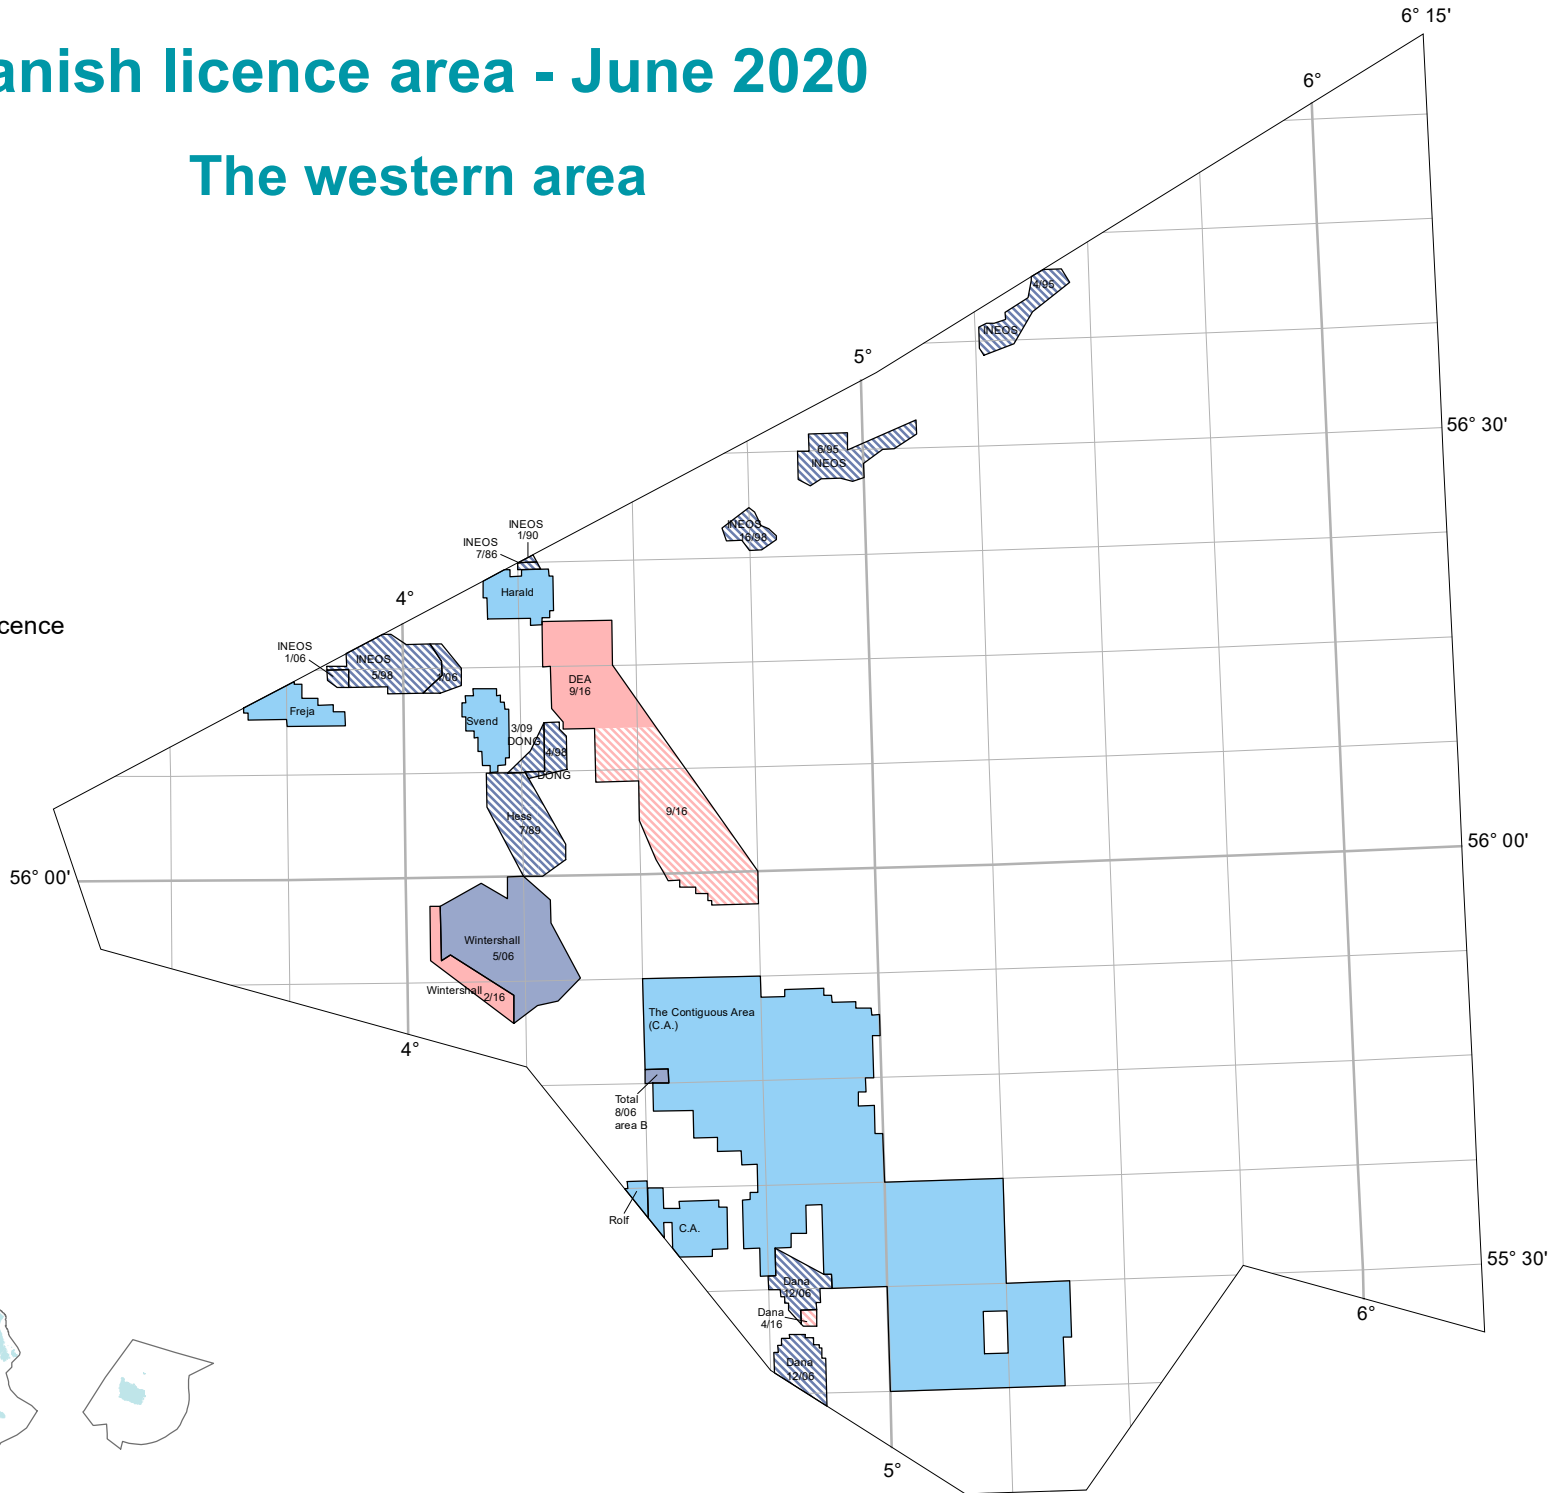 anish licence area - June 2020
The western area
6° 15'
6°
5°
56° 30'
4/95
INEOS
6/95
INEOS
INEOS
16/98
INEOS
1/90
INEOS
7/86
Harald
4°
cence
INEOS
1/06
INEOS
5/98
1/06
DEA
9/16
Freja
Svend
3/09
DONG
4/98
DONG
9/16
Hess
7/89
56° 00'
56° 00'
Wintershall
5/06
Wintershall
2/16
The Contiguous Area
(C.A.)
4°
Total
8/06
area B
Rolf
C.A.
55° 30'
Dana
12/06
Dana
4/16
6°
Dana
12/06
5°